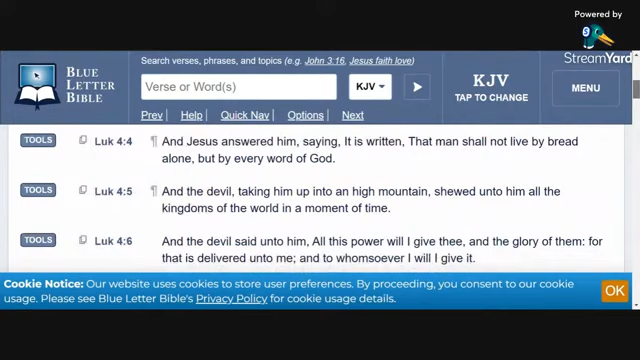 Powered by
StreamYard
Search verses, phrases, and topics (e.g. John 3:16, Jesus faith love)
BLUE
LETTER
BIBLE
Verse or Word(s)
KJV
KJV
TAP TO CHANGE
MENU
Prev Help Quick Nav Options Next
TOOLS Luk 4:4 ¶ And Jesus answered him, saying, It is written, That man shall not live by bread
alone, but by every word of God.
TOOLS Luk 4:5 ¶ And the devil, taking him up into an high mountain, shewed unto him all the
kingdoms of the world in a moment of time.
TOOLS Luk 4:6 And the devil said unto him, All this power will I give thee, and the glory of them: for
that is delivered unto me; and to whomsoever I will I give it.
Cookie Notice: Our website uses cookies to store user preferences. By proceeding, you consent to our cookie
usage. Please see Blue Letter Bible's Privacy Policy for cookie usage details.
OK